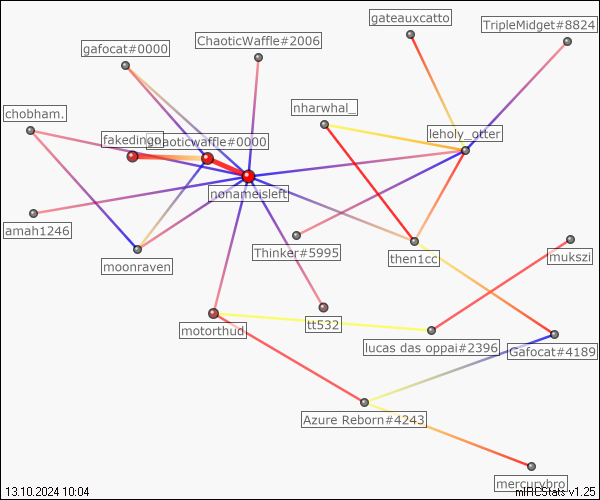 gateauxcatto
TripleMidget#8824
ChaoticWaffle#2006
gafocat#0000
nharwhal_
chobham.
leholy_otter
fakedingo
chaoticwaffle#0000
nonameisleft
amah1246
Thinker#5995
then1cc
mukszi
moonraven
tt532
motorthud
lucas das oppai#2396
Gafocat#4189
Azure Reborn#4243
mercurybro
13.10.2024 10:04
mIRCStats v1.25